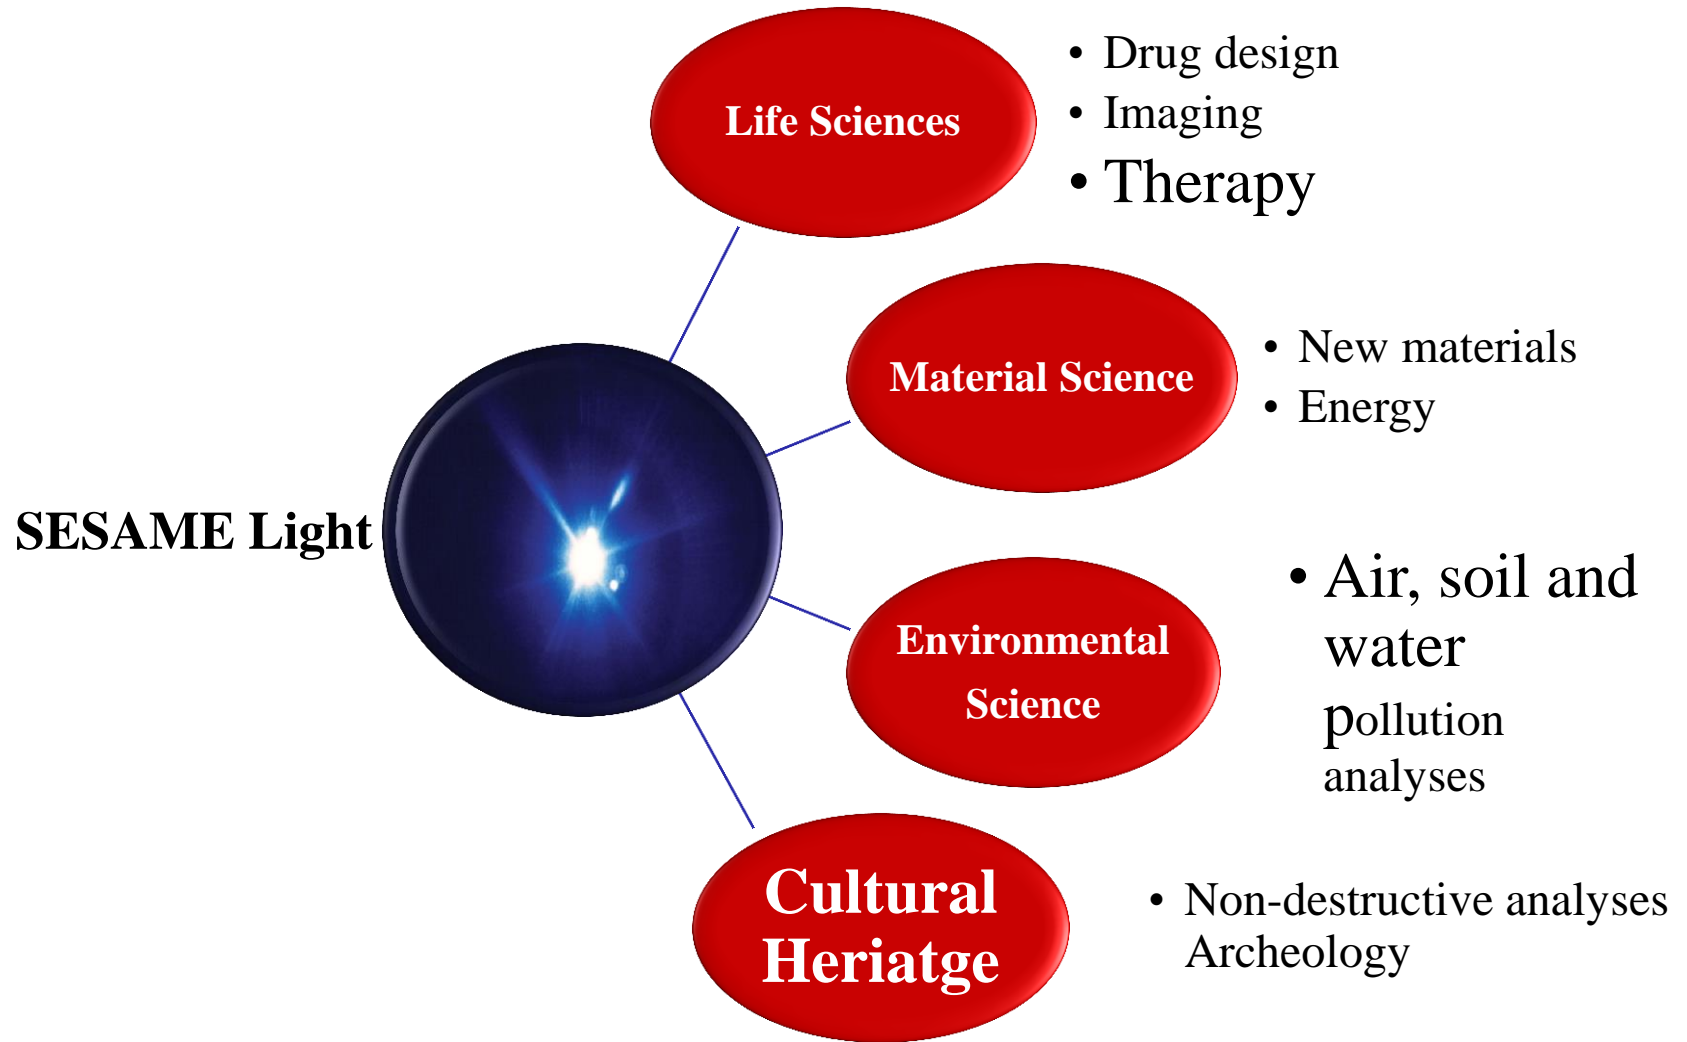 Life Sciences
• Drug design
• Imaging
• Therapy
Material Science
• New materials
• Energy
SESAME Light
Environmental
Science
• Air, soil and
water
pollution
analyses
Cultural
Heriatge
• Non-destructive analyses
Archeology